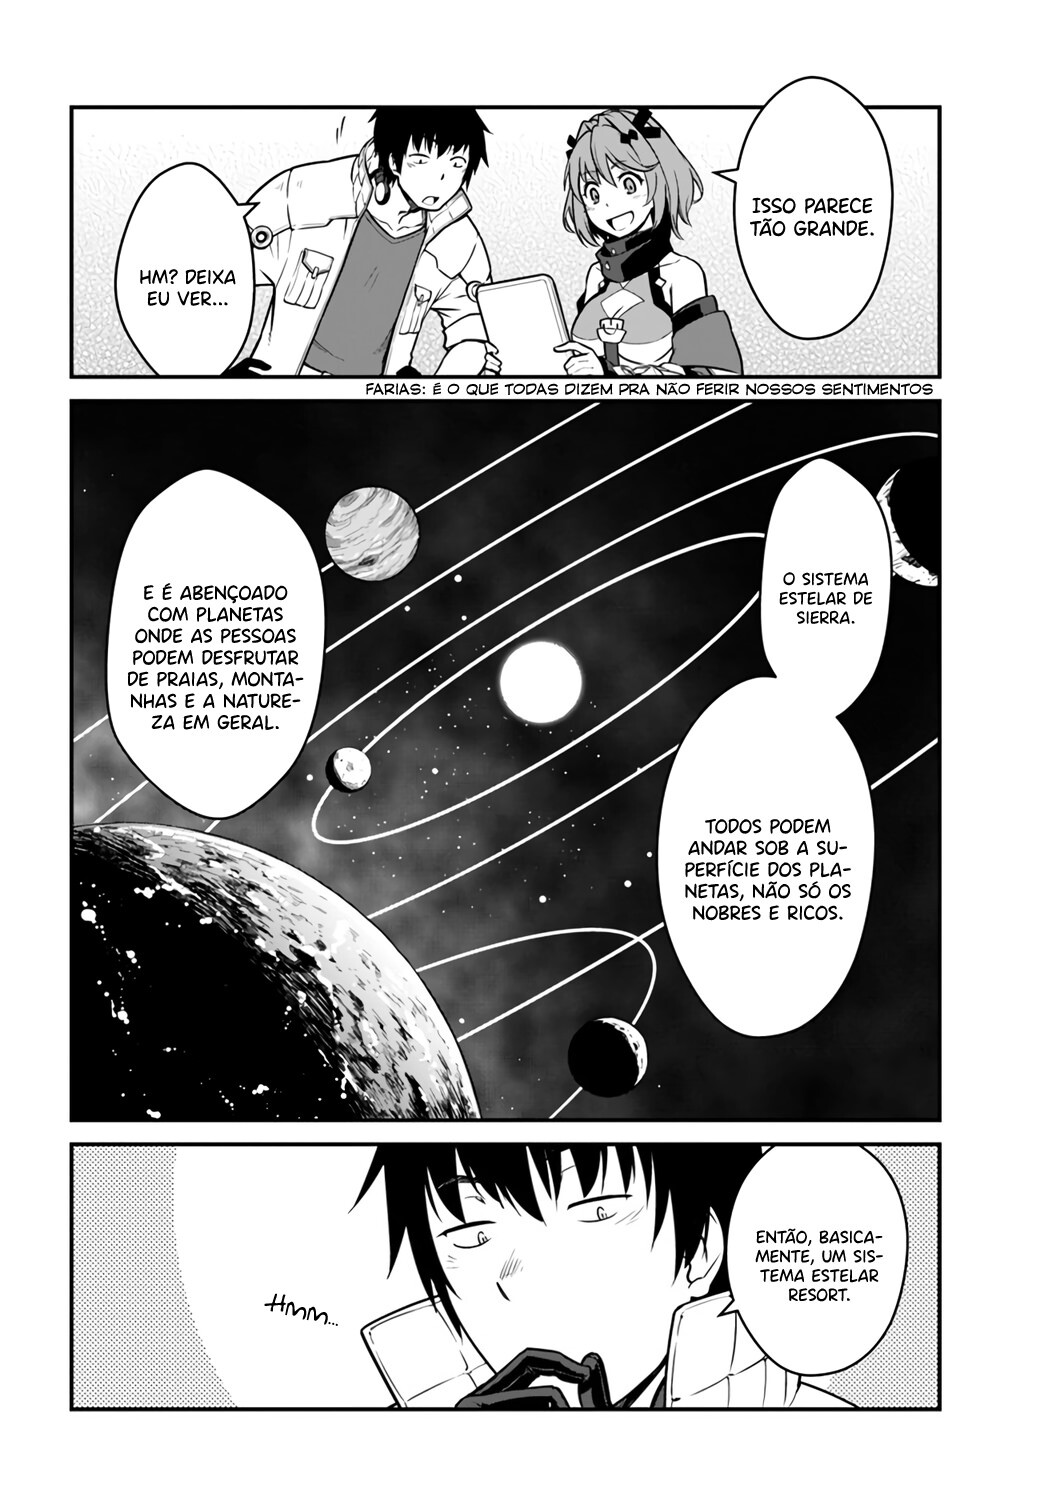 ISSO PARECE
TÃO GRANDE.
HM? DEIXA
EU VER...
FARIAS: É O QUE TODAS DIZEM PRA NÃO FERIR NOSSOS SENTIMENTOS
O SISTEMA
ESTELAR DE
SIERRA.
TODOS PODEM
ANDAR SOB A SU-
PERFÍCIE DOS PLA-
NETAS, NÃO SÓ OS
NOBRES E RICOS.
E É ABENÇOADO
COM PLANETAS
ONDE AS PESSOAS
PODEM DESFRUTAR
DE PRAIAS, MONTA-
NHAS E A NATURE-
ZA EM GERAL.
ENTÃO, BASICA-
MENTE, UM SIS-
TEMA ESTELAR
RESORT.
HMM...